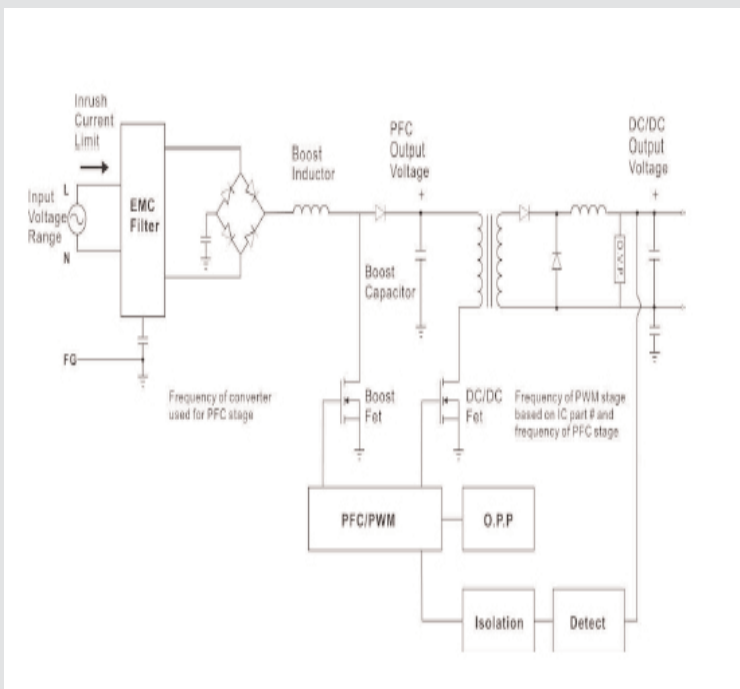 Inrush
Current
Limit
Input
Voltage
Range
L
N
EMC
Filter
FG
Boost
Inductor
PFC
Output
Voltage
+
Boost
Capacitor
DC/DC
Output
Voltage
+
O.V.P
Frequency of converter
used for PFC stage
Boost
Fet
DC/DC
Fet
Frequency of PWM stage
based on IC part # and
frequency of PFC stage
PFC/PWM
O.P.P
Isolation
Detect